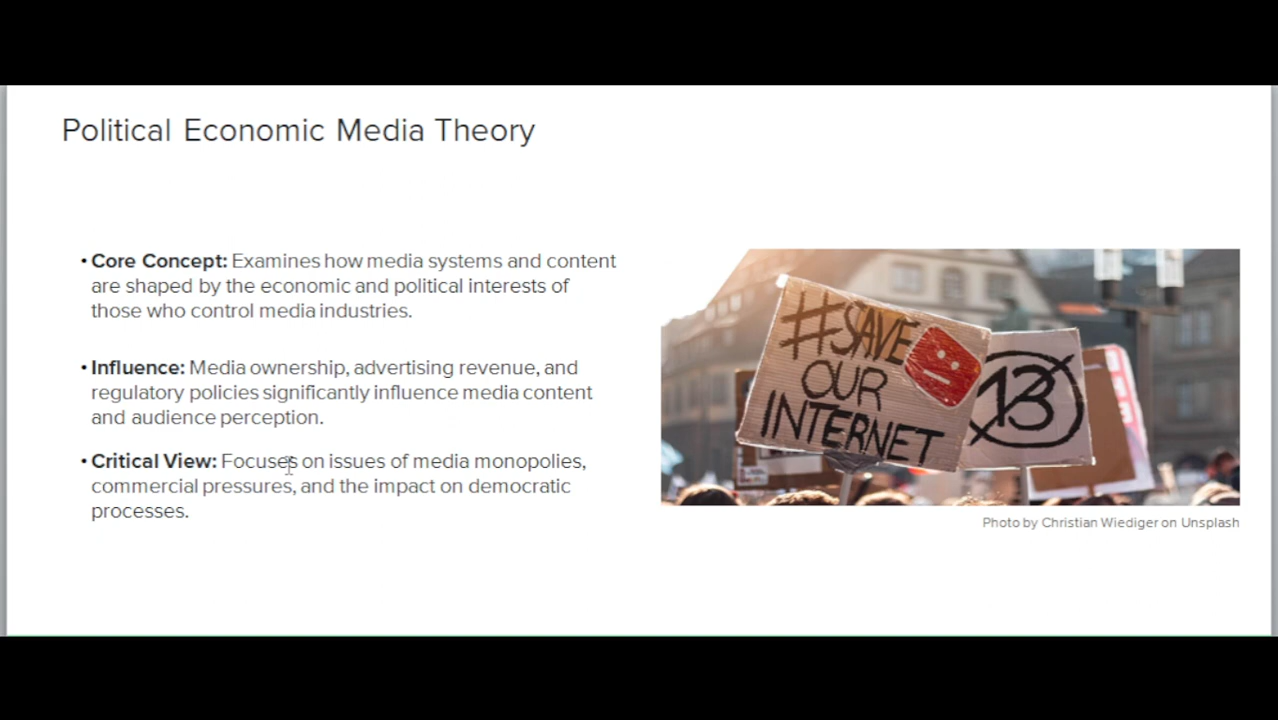 Political Economic Media Theory
• Core Concept: Examines how media systems and content
are shaped by the economic and political interests of
those who control media industries.
• Influence: Media ownership, advertising revenue, and
regulatory policies significantly influence media content
and audience perception.
• Critical View: Focuses on issues of media monopolies,
commercial pressures, and the impact on democratic
processes.
#SAVE
OUR
INTERNET
13
Photo by Christian Wiediger on Unsplash